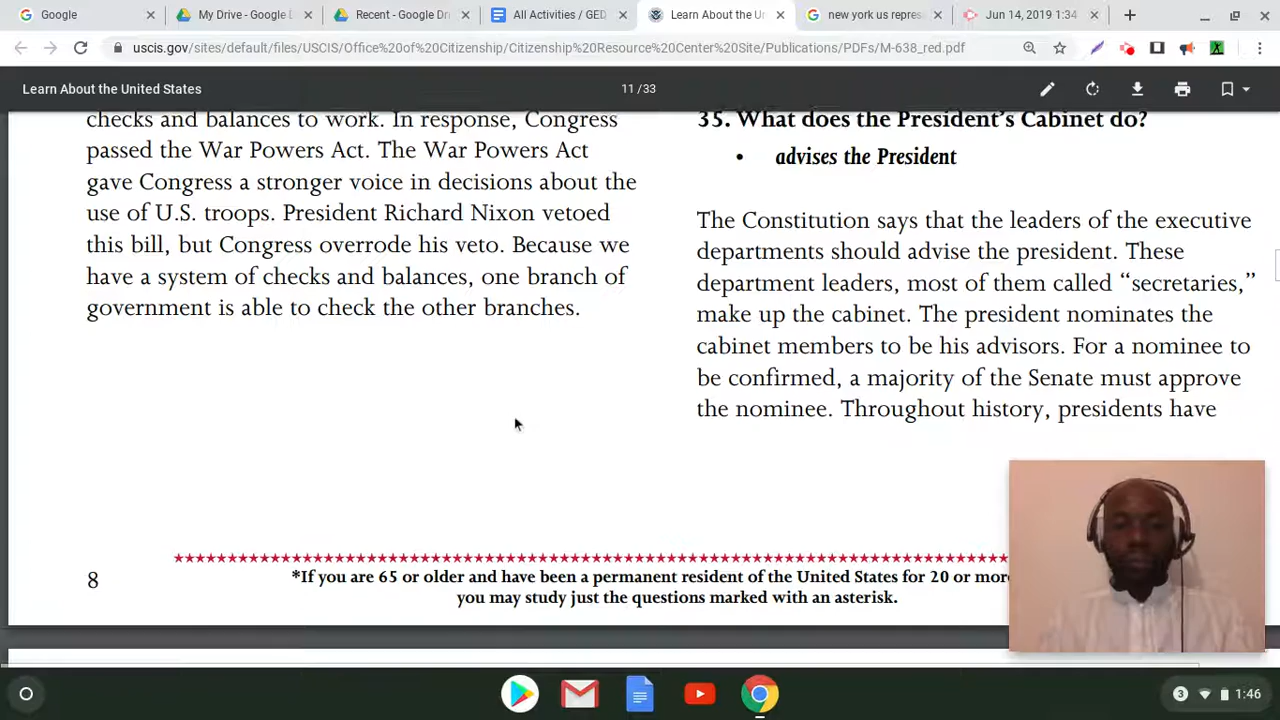 Google
My Drive - Google D
Recent - Google Dr
All Activities / GED
Learn About the Un
new york us repres
Jun 14, 2019 1:34
uscis.gov/sites/default/files/USCIS/Office%20of%20Citizenship/Citizenship%20Resource%20Center%20Site/Publications/PDFs/M-638_red.pdf
Learn About the United States
11 / 33
checks and balances to work. In response, Congress
passed the War Powers Act. The War Powers Act
gave Congress a stronger voice in decisions about the
use of U.S. troops. President Richard Nixon vetoed
this bill, but Congress overrode his veto. Because we
have a system of checks and balances, one branch of
government is able to check the other branches.
35. What does the President's Cabinet do?
• advises the President
The Constitution says that the leaders of the executive
departments should advise the president. These
department leaders, most of them called “secretaries,”
make up the cabinet. The president nominates the
cabinet members to be his advisors. For a nominee to
be confirmed, a majority of the Senate must approve
the nominee. Throughout history, presidents have
8
*If you are 65 or older and have been a permanent resident of the United States for 20 or more
you may study just the questions marked with an asterisk.
3
1:46